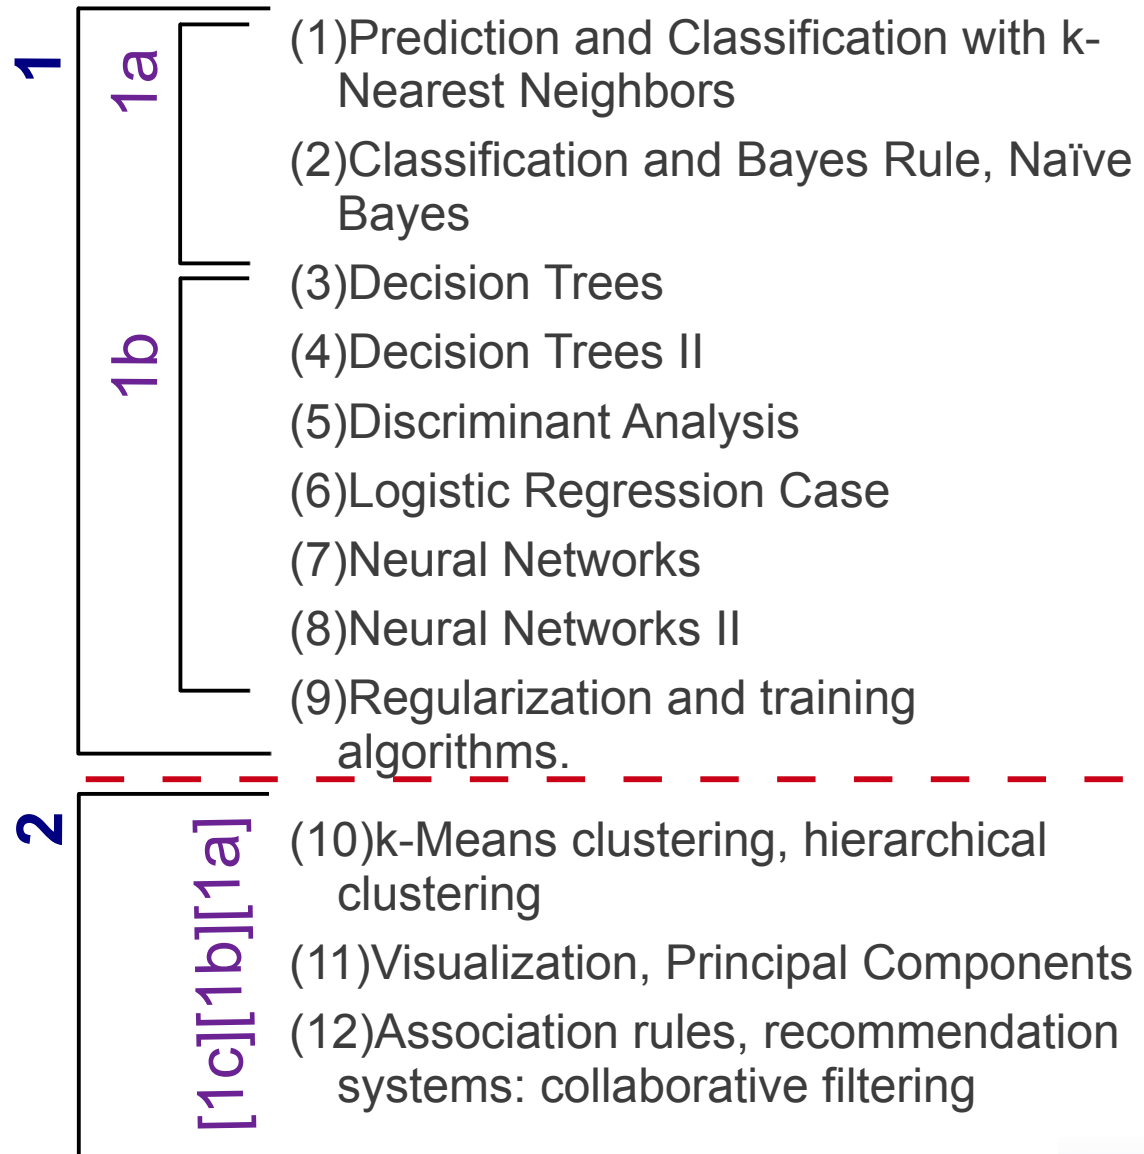 1
1a
(1)Prediction and Classification with k-
Nearest Neighbors
(2)Classification and Bayes Rule, Naïve
Bayes
1b
(3)Decision Trees
(4)Decision Trees II
(5)Discriminant Analysis
(6)Logistic Regression Case
(7)Neural Networks
(8)Neural Networks II
(9)Regularization and training
algorithms.
2
[1c][1b][1a]
(10)k-Means clustering, hierarchical
clustering
(11)Visualization, Principal Components
(12)Association rules, recommendation
systems: collaborative filtering